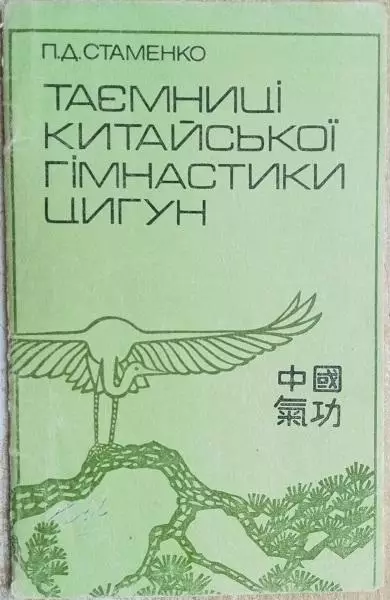 П.Д.СТАМЕНКО
ТАЄМНИЦІ
КИТАЙСЬКОЇ
ГІМНАСТИКИ
ЦИГУН
中國
氣功